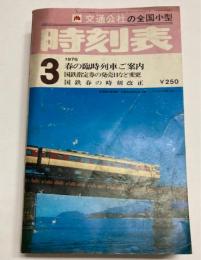 交通公社の全国小型
時刻表
3
1976
春の臨時列車ご案内
国鉄指定券の発売日など変更
国鉄春の時刻改正
¥250